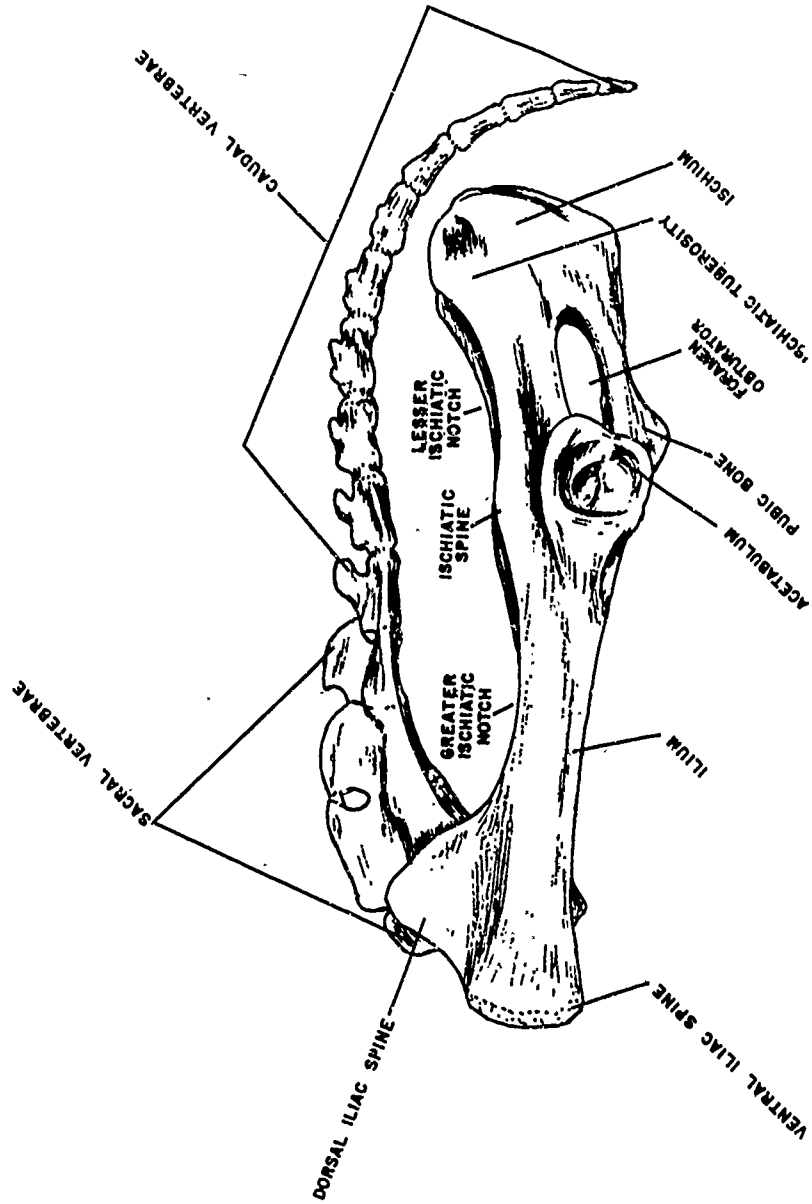 CAUDAL VERTEBRAE
ISCHIUM
'SCHIATIC TUBEROSITY
FORAMEN
OBTURATOR
LESSER
ISCHIATIC
NOTCH
PUBIC BONE
ISCHIATIC
SPINE
ACETABULUM
SACRAL VERTEBRAE
GREATER
ISCHIATIC
NOTCH
ILIUM
VENTRAL ILIAC SPINE
DORSAL ILIAC SPINE